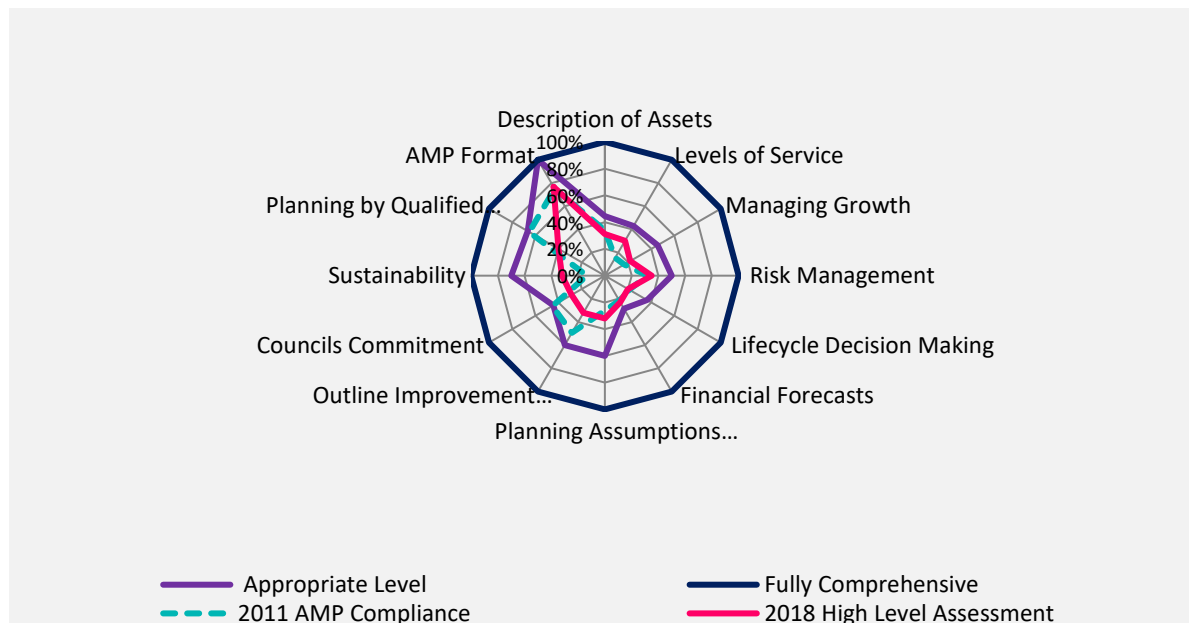 Description of Assets
100%
AMP Format
Levels of Service
80%
Planning by Qualified...
60%
Managing Growth
40%
20%
Sustainability
0%
Risk Management
Councils Commitment
Lifecycle Decision Making
Outline Improvement...
Financial Forecasts
Planning Assumptions...
Appropriate Level
Fully Comprehensive
2011 AMP Compliance
2018 High Level Assessment